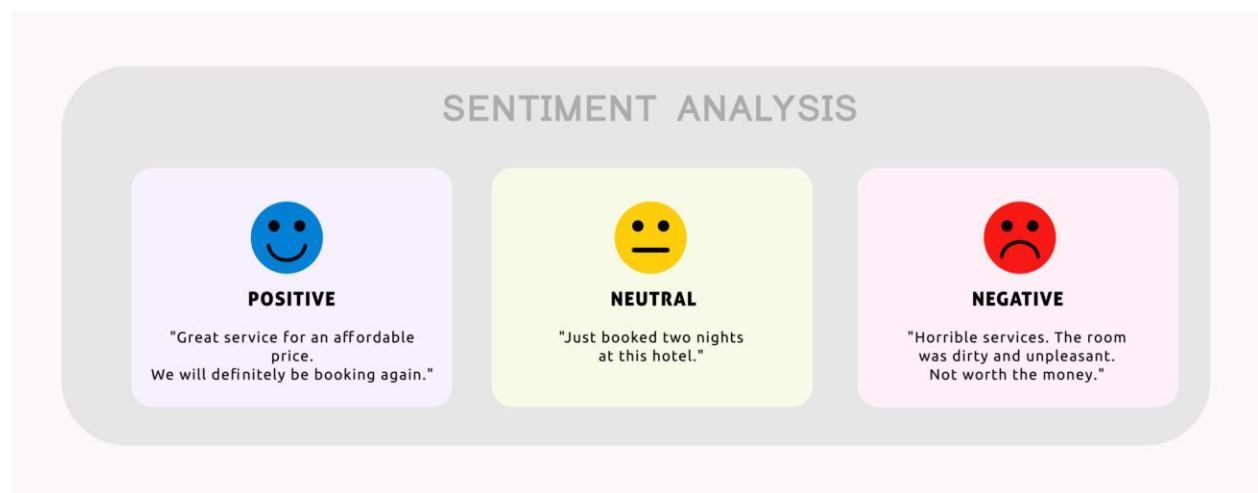 SENTIMENT ANALYSIS
POSITIVE
"Great service for an affordable
price.
We will definitely be booking again."
NEUTRAL
"Just booked two nights
at this hotel."
NEGATIVE
"Horrible services. The room
was dirty and unpleasant.
Not worth the money."